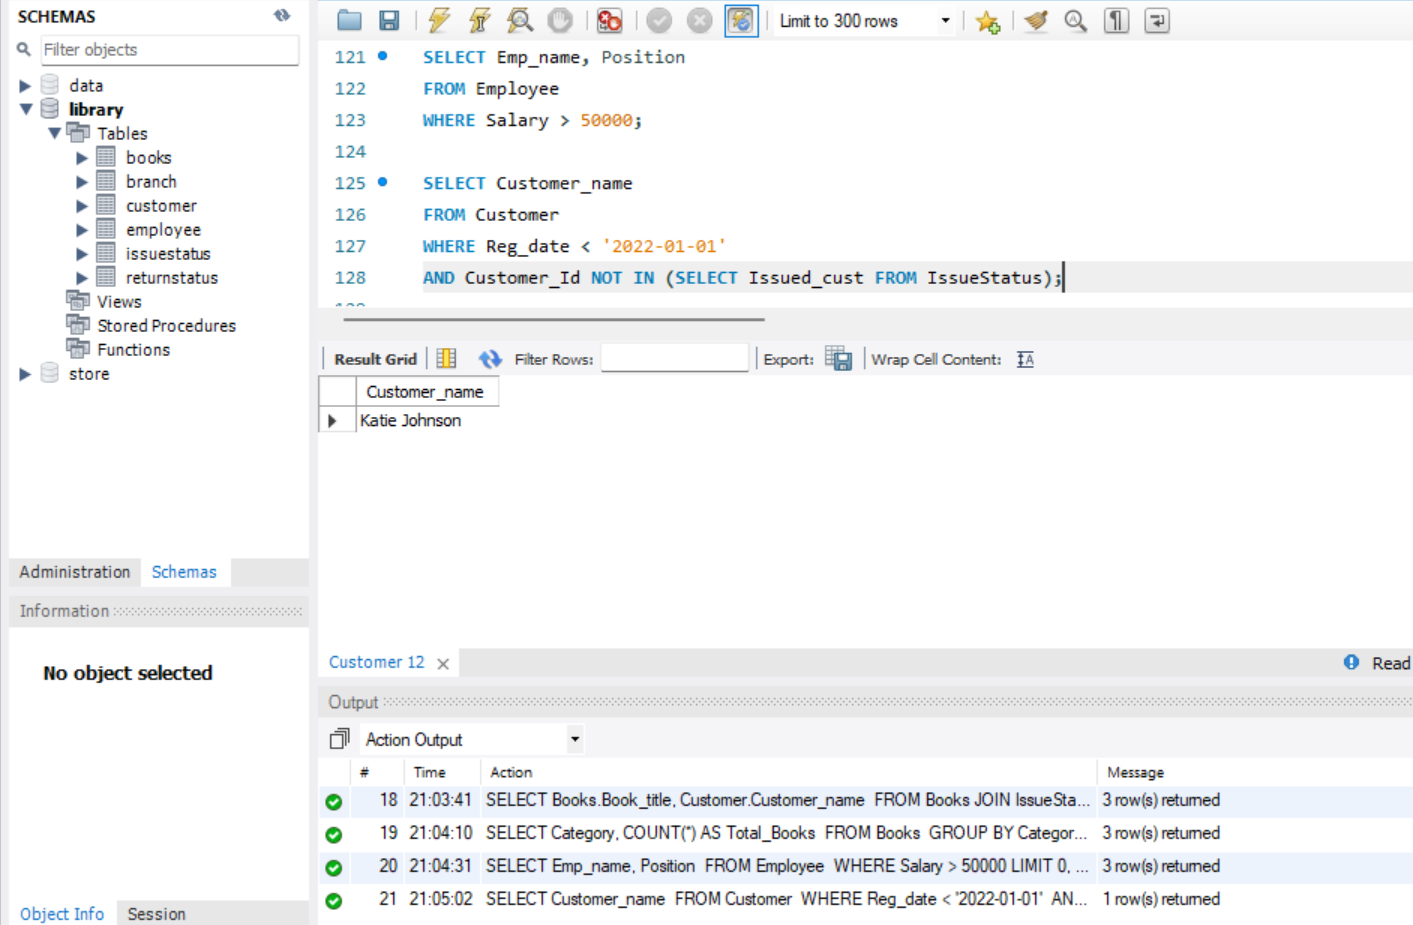 SCHEMAS
Filter objects
data
library
Tables
books
branch
customer
employee
issuestatus
returnstatus
Views
Stored Procedures
Functions
store
Administration Schemas
Information
No object selected
Object Info Session
Limit to 300 rows
121 SELECT Emp_name, Position
122 FROM Employee
123 WHERE Salary > 50000;
124
125 SELECT Customer_name
126 FROM Customer
127 WHERE Reg_date < '2022-01-01'
128 AND Customer_Id NOT IN (SELECT Issued_cust FROM IssueStatus);
Result Grid Filter Rows: Export: Wrap Cell Content:
Customer_name
Katie Johnson
Customer 12 Read
Output
Action Output
# Time Action Message
18 21:03:41 SELECT Books.Book_title, Customer.Customer_name FROM Books JOIN IssueSta... 3 row(s) returned
19 21:04:10 SELECT Category, COUNT(*) AS Total_Books FROM Books GROUP BY Categor... 3 row(s) returned
20 21:04:31 SELECT Emp_name, Position FROM Employee WHERE Salary > 50000 LIMIT 0, ... 3 row(s) returned
21 21:05:02 SELECT Customer_name FROM Customer WHERE Reg_date < '2022-01-01' AN... 1 row(s) returned